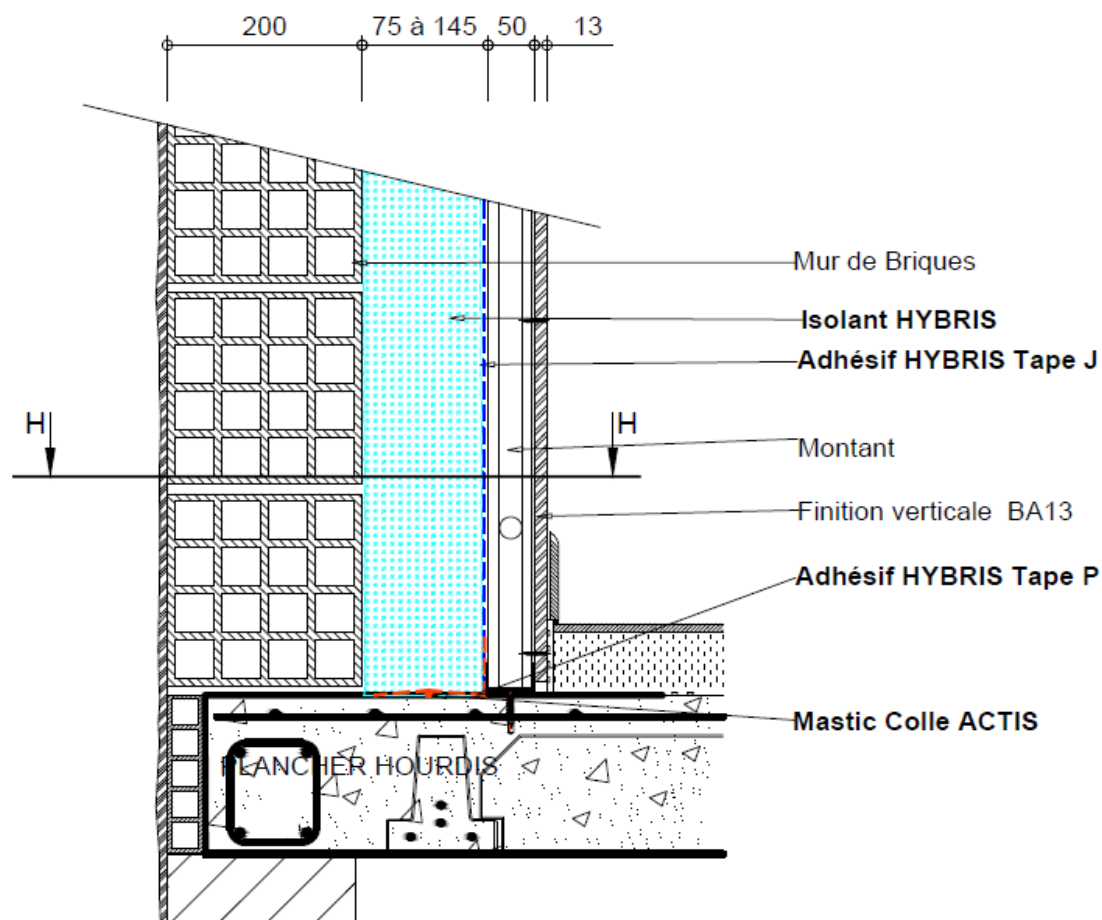 200 75 à 145 50 13
Mur de Briques
Isolant HYBRIS
Adhésif HYBRIS Tape J
H H
Montant
Finition verticale BA13
Adhésif HYBRIS Tape P
Mastic Colle ACTIS
PLANCHER HOURDIS